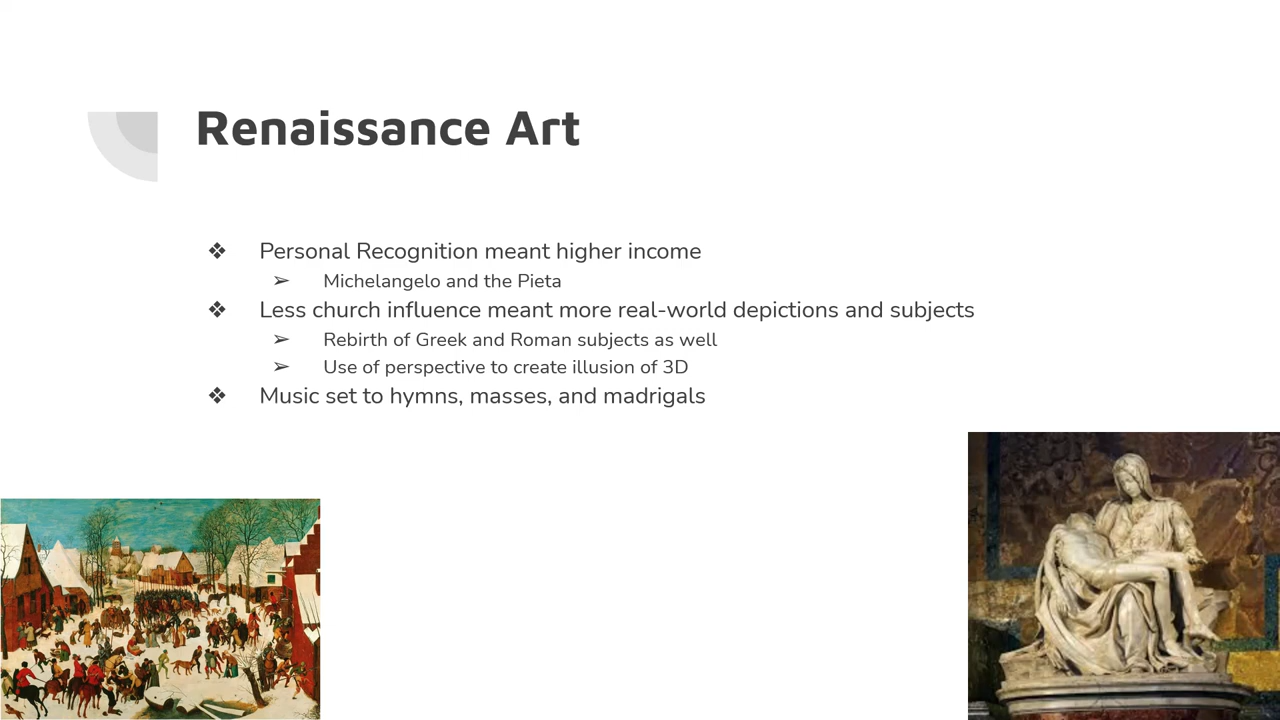 Renaissance Art
❖ Personal Recognition meant higher income
➢ Michelangelo and the Pieta
❖ Less church influence meant more real-world depictions and subjects
➢ Rebirth of Greek and Roman subjects as well
➢ Use of perspective to create illusion of 3D
❖ Music set to hymns, masses, and madrigals